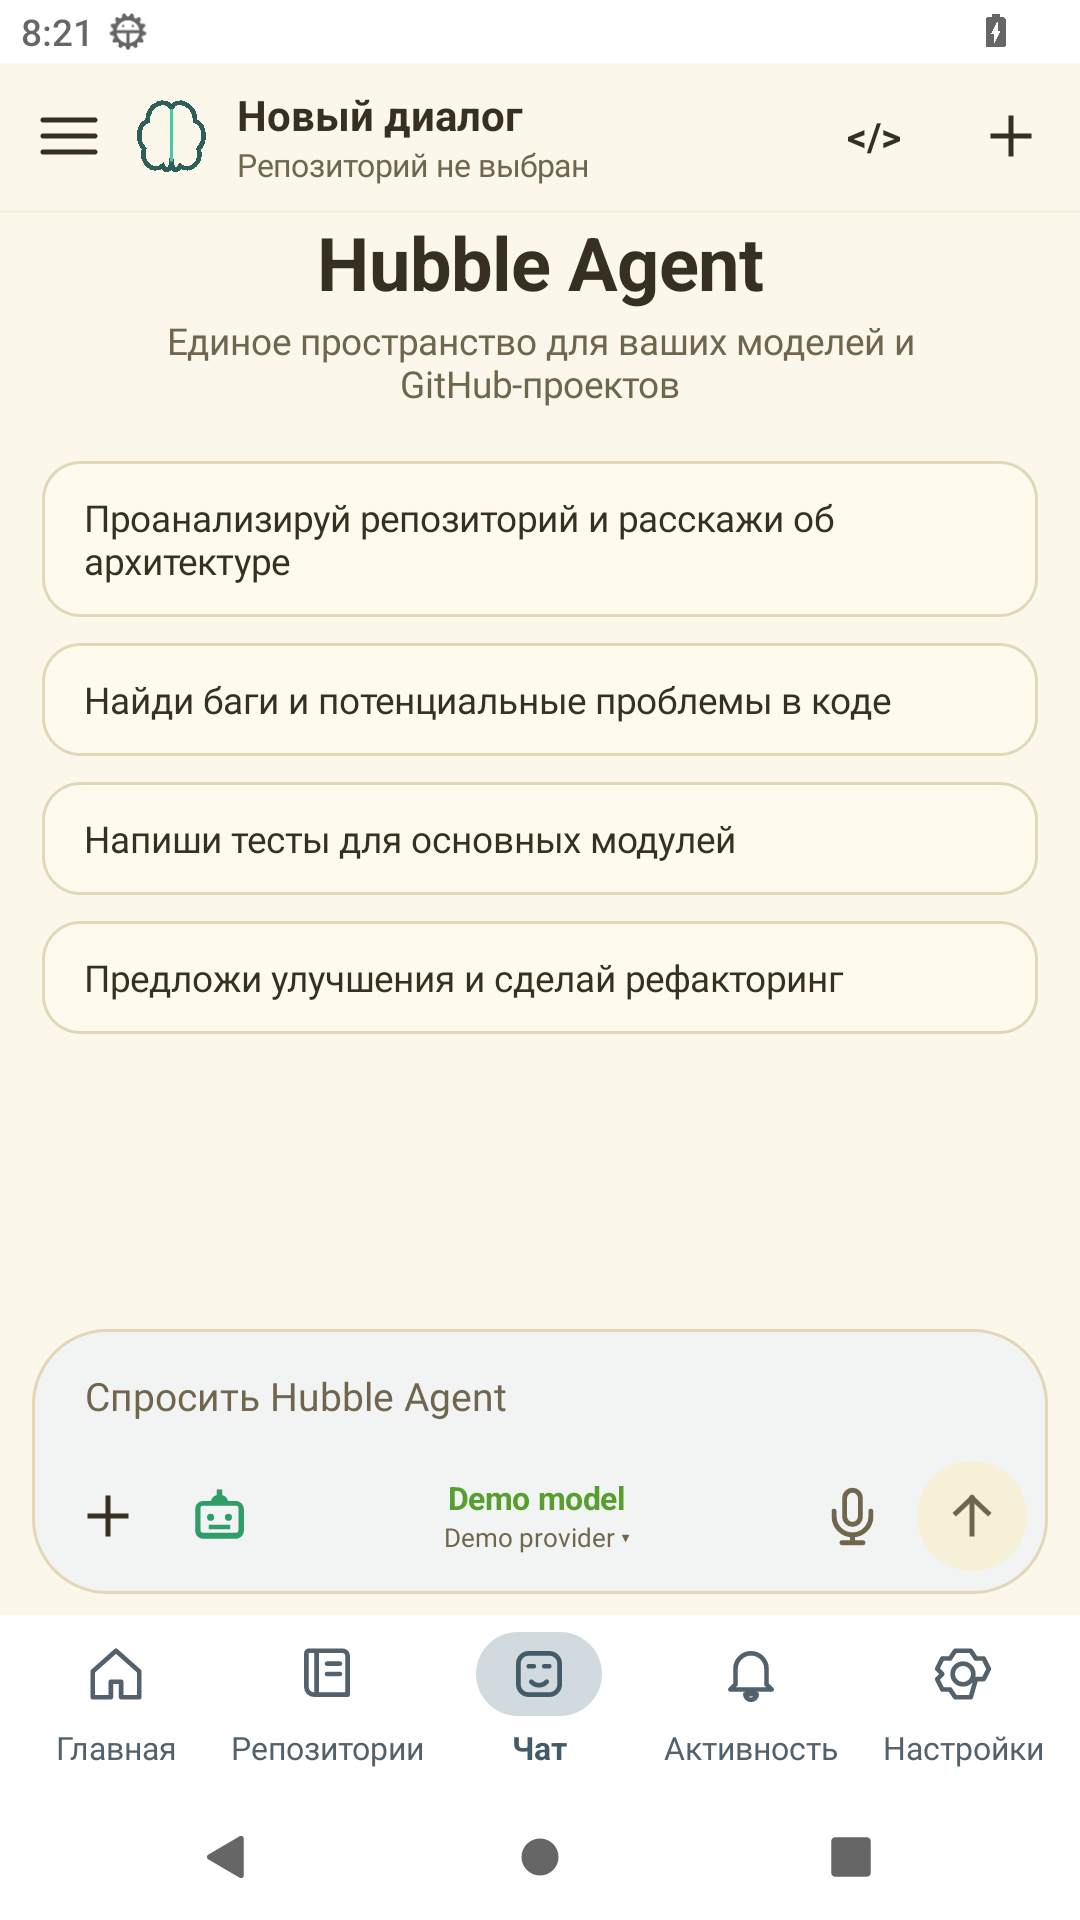 8:21
Новый диалог
Репозиторий не выбран
</>
Hubble Agent
Единое пространство для ваших моделей и
GitHub-проектов
Проанализируй репозиторий и расскажи об
архитектуре
Найди баги и потенциальные проблемы в коде
Напиши тесты для основных модулей
Предложи улучшения и сделай рефакторинг
Спросить Hubble Agent
Demo model
Demo provider ▾
Главная
Репозитории
Чат
Активность
Настройки